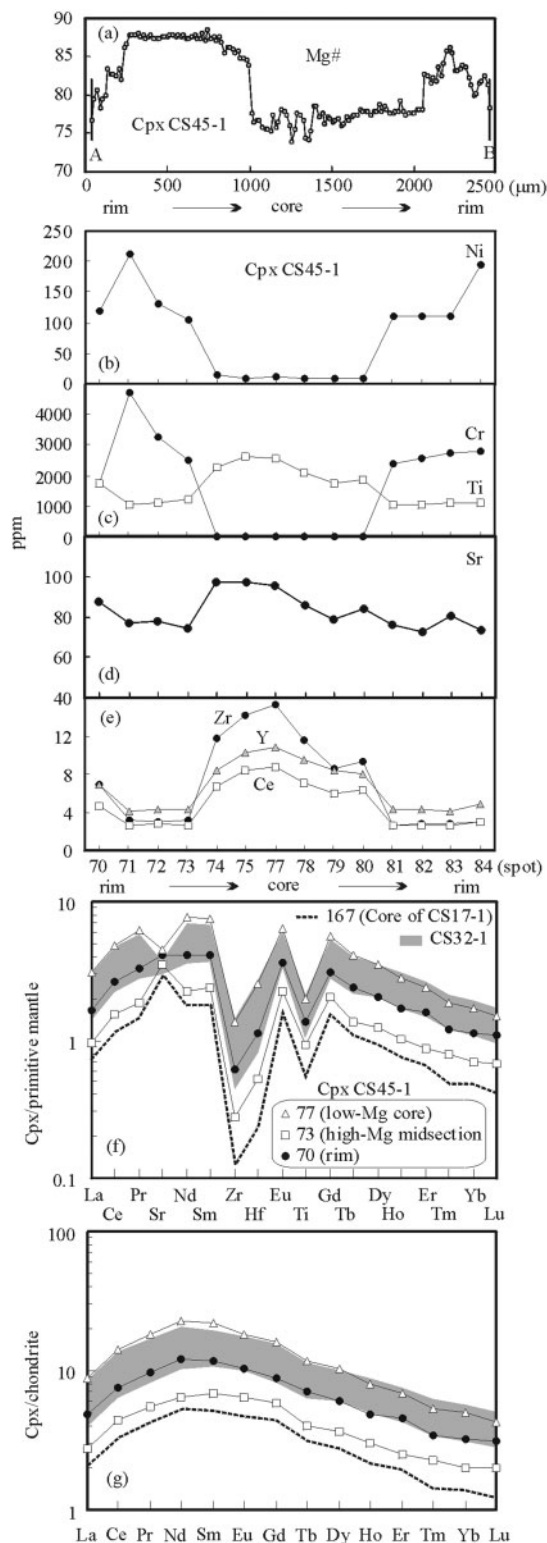 90
(a)
85
Mg#
80
75
Cpx CS45-1
A
B
70
0
500
1000
1500
2000
2500 (μm)
rim
core
rim
250
Ni
200
Cpx CS45-1
150
100
50
(b)
0
4000
Cr
3000
2000
Ti
1000
(c)
0
ppm
Sr
100
80
60
(d)
40
(e)
Zr
12
Y
8
Ce
4
0
70 71 72 73 74 75 77 78 79 80 81 82 83 84 (spot)
rim
core
rim
10
167 (Core of CS17-1)
CS32-1
Cpx/primitive mantle
1
Cpx CS45-1
77 (low-Mg core)
73 (high-Mg midsection)
(f)
70 (rim)
0.1
La Pr Nd Zr Eu Gd Dy Er Yb
Ce Sr Sm Hf Ti Tb Ho Tm Lu
100
Cpx/chondrite
10
(g)
1
La Ce Pr Nd Sm Eu Gd Tb Dy Ho Er Tm Yb Lu